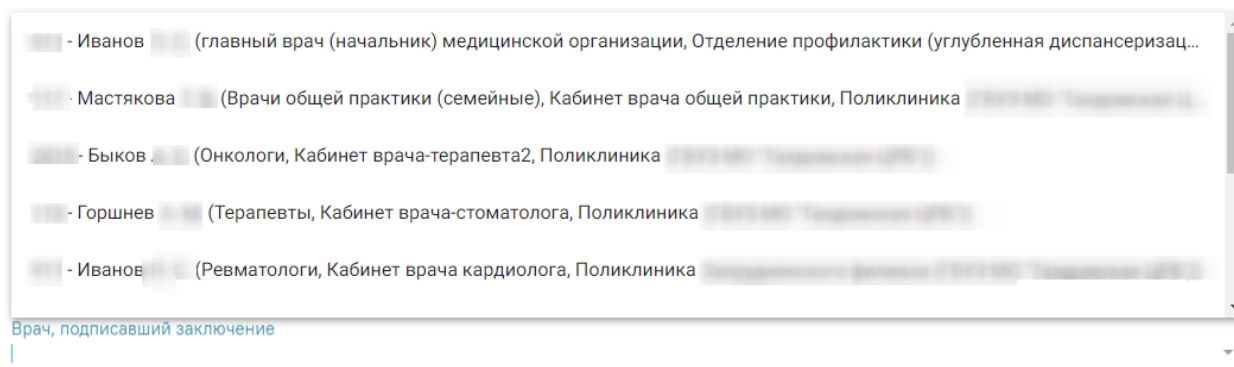 - Иванов (главный врач (начальник) медицинской организации, Отделение профилактики (углубленная диспансеризац...
- Мастякова (Врачи общей практики (семейные), Кабинет врача общей практики, Поликлиника
- Быков (Онкологи, Кабинет врача-терапевта2, Поликлиника
- Горшнев (Терапевты, Кабинет врача-стоматолога, Поликлиника
- Иванов (Ревматологи, Кабинет врача кардиолога, Поликлиника
Врач, подписавший заключение